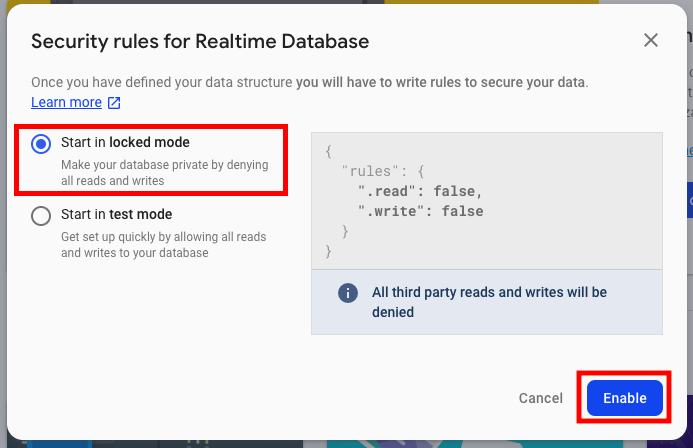 Security rules for Realtime Database
Once you have defined your data structure you will have to write rules to secure your data.
Learn more
Start in locked mode
Make your database private by denying
all reads and writes
Start in test mode
Get set up quickly by allowing all reads
and writes to your database
{
"rules": {
".read": false,
".write": false
}
}
All third party reads and writes will be
denied
Cancel
Enable